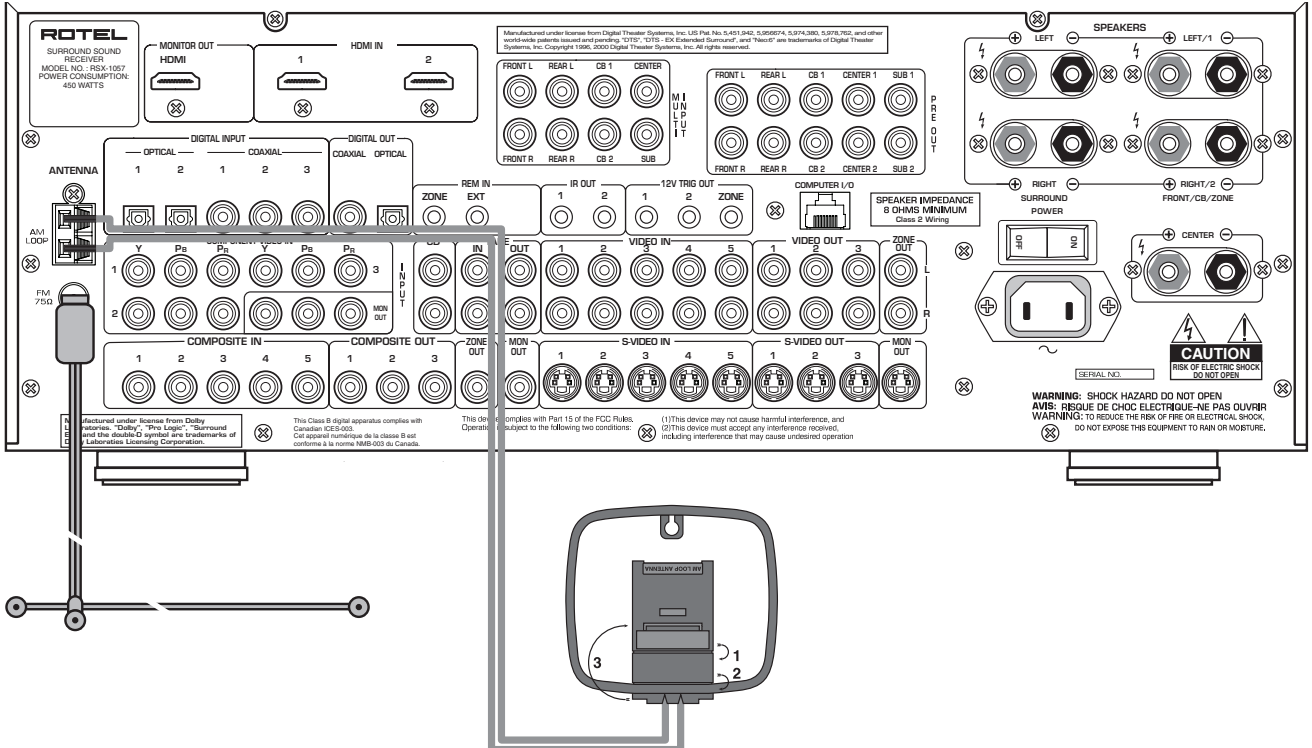 ROTEL
SURROUND SOUND
RECEIVER
MODEL NO. : RSX-1057
POWER CONSUMPTION:
450 WATTS
MONITOR OUT
HDMI
HDMI IN
1 2
Manufactured under license from Digital Theater Systems, Inc. US Pat. No. 5,451,942, 5,956674, 5,974,380, 5,978,762, and other
world-wide patents issued and pending. "DTS", "DTS - EX Extended Surround", and "Neo:6" are trademarks of Digital Theater
Systems, Inc. Copyright 1996, 2000 Digital Theater Systems, Inc. All rights reserved.
FRONT L REAR L CB 1 CENTER
MULTI INPUT
FRONT R REAR R CB 2 SUB
FRONT L REAR L CB 1 CENTER 1 SUB 1
PRE OUT
FRONT R REAR R CB 2 CENTER 2 SUB 2
SPEAKERS
+ LEFT −
+ LEFT/1 −
+ RIGHT −
SURROUND
+ RIGHT/2 −
FRONT/CB/ZONE
DIGITAL INPUT
OPTICAL COAXIAL
1 2 1 2 3
DIGITAL OUT
COAXIAL OPTICAL
ANTENNA
AM
LOOP
FM
75Ω
REM IN
ZONE EXT
IR OUT
1 2
12V TRIG OUT
1 2 ZONE
COMPUTER I/O
SPEAKER IMPEDANCE
8 OHMS MINIMUM
Class 2 Wiring
POWER
OFF ON
+ CENTER −
COMPONENT VIDEO IN
Y PB PR Y PB PR
1 3
2 MON
OUT
INPUT
CD
IN OUT
VIDEO IN
1 2 3 4 5
VIDEO OUT
1 2 3
ZONE
OUT
L
R
COMPOSITE IN
1 2 3 4 5
COMPOSITE OUT
1 2 3
ZONE
OUT
MON
OUT
S-VIDEO IN
1 2 3 4 5
S-VIDEO OUT
1 2 3
MON
OUT
CAUTION
RISK OF ELECTRIC SHOCK
DO NOT OPEN
SERIAL NO.
WARNING: SHOCK HAZARD DO NOT OPEN
AVIS: RISQUE DE CHOC ELECTRIQUE-NE PAS OUVRIR
WARNING: TO REDUCE THE RISK OF FIRE OR ELECTRICAL SHOCK,
DO NOT EXPOSE THIS EQUIPMENT TO RAIN OR MOISTURE.
under license from Dolby
"Dolby", "Pro Logic", "Surround
and the double-D symbol are trademarks of
Laboraties Licensing Corporation.
This Class B digital apparatus complies with
Canadian ICEB-003.
Cet appareil numérique de la classe B est
conforme à la norme NMB-003 du Canada.
This complies with Part 15 of the FCC Rules.
subject to the following two conditions:
(1)This device may not cause harmful interference, and
(2)This device must accept any interference received,
including interference that may cause undesired operation
AM LOOP ANTENNA
1
2
3